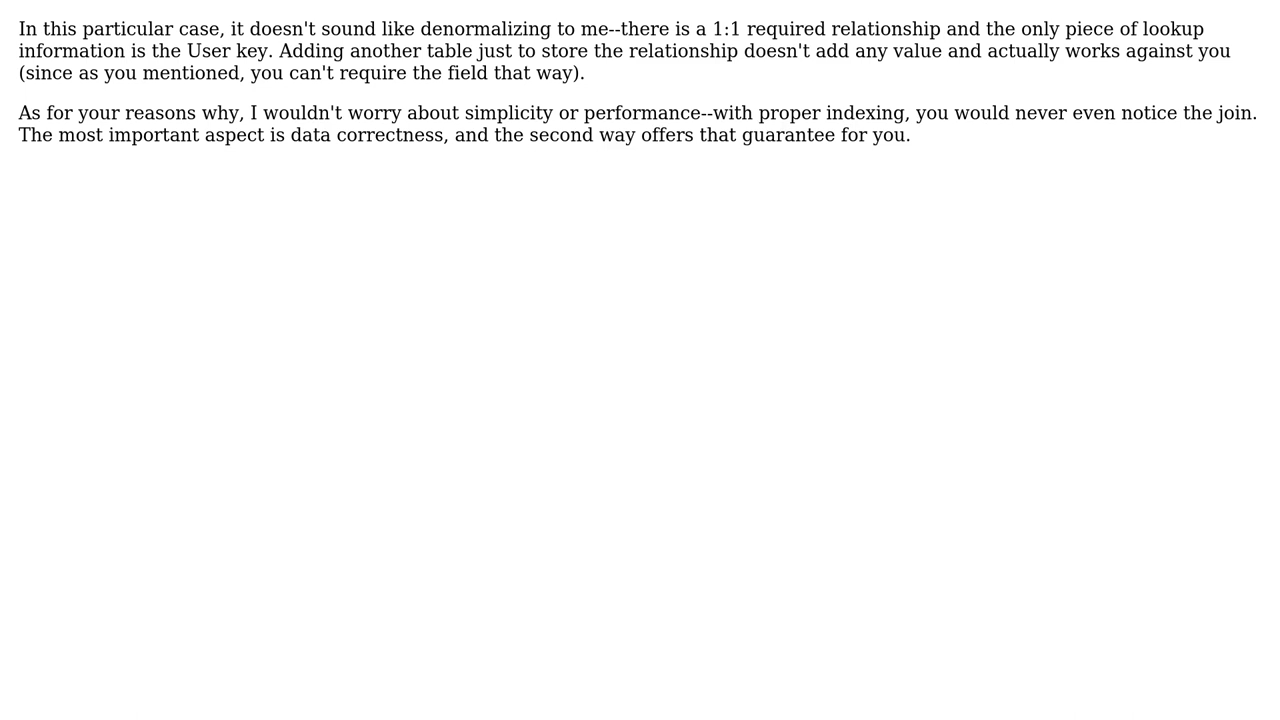 In this particular case, it doesn't sound like denormalizing to me--there is a 1:1 required relationship and the only piece of lookup
information is the User key. Adding another table just to store the relationship doesn't add any value and actually works against you
(since as you mentioned, you can't require the field that way).
As for your reasons why, I wouldn't worry about simplicity or performance--with proper indexing, you would never even notice the join.
The most important aspect is data correctness, and the second way offers that guarantee for you.